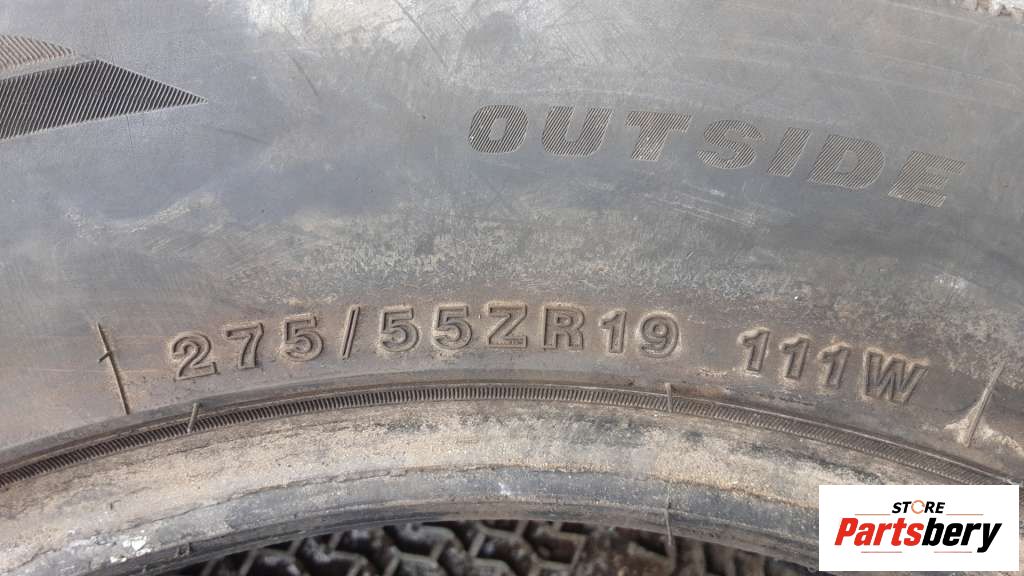 OUTSIDE
275/55ZR19 111W
STORE
Partsbery